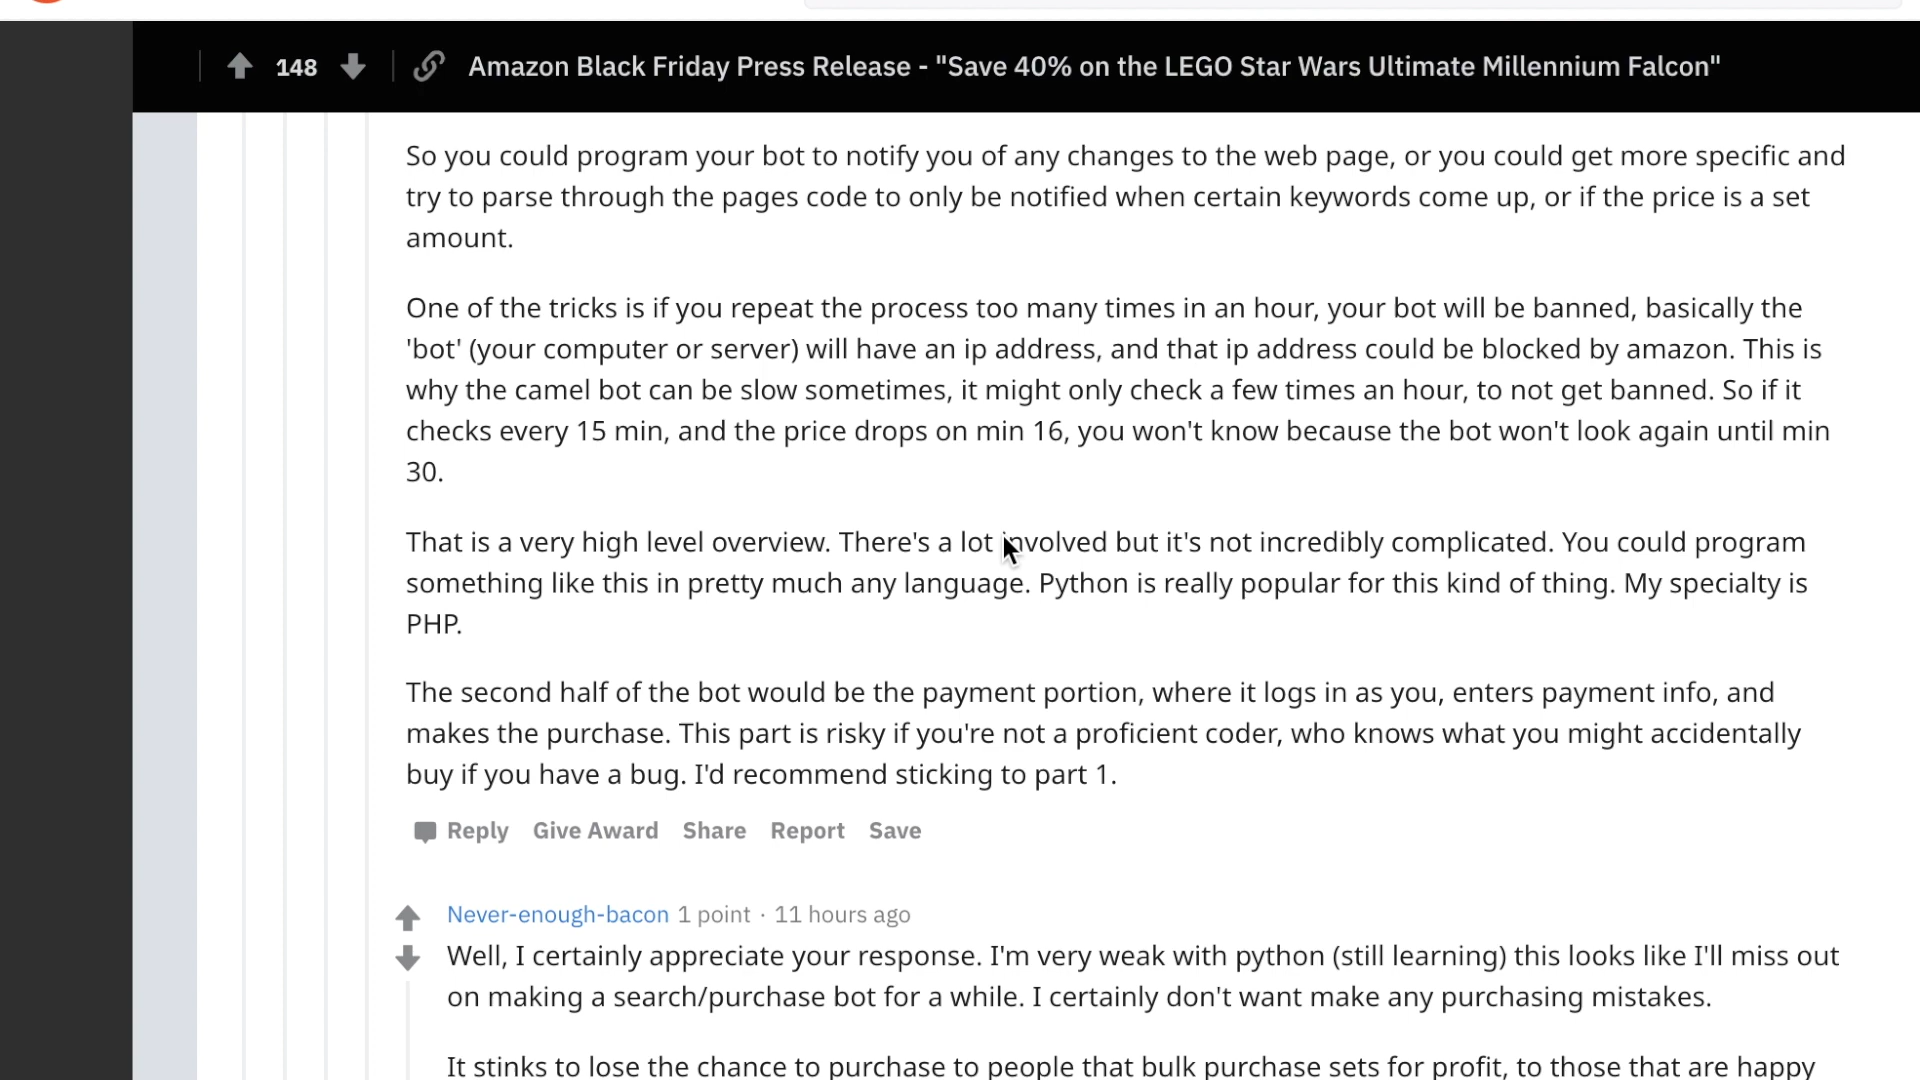 148 Amazon Black Friday Press Release - "Save 40% on the LEGO Star Wars Ultimate Millennium Falcon"
So you could program your bot to notify you of any changes to the web page, or you could get more specific and
try to parse through the pages code to only be notified when certain keywords come up, or if the price is a set
amount.
One of the tricks is if you repeat the process too many times in an hour, your bot will be banned, basically the
'bot' (your computer or server) will have an ip address, and that ip address could be blocked by amazon. This is
why the camel bot can be slow sometimes, it might only check a few times an hour, to not get banned. So if it
checks every 15 min, and the price drops on min 16, you won't know because the bot won't look again until min
30.
That is a very high level overview. There's a lot involved but it's not incredibly complicated. You could program
something like this in pretty much any language. Python is really popular for this kind of thing. My specialty is
PHP.
The second half of the bot would be the payment portion, where it logs in as you, enters payment info, and
makes the purchase. This part is risky if you're not a proficient coder, who knows what you might accidentally
buy if you have a bug. I'd recommend sticking to part 1.
Reply Give Award Share Report Save
Never-enough-bacon 1 point · 11 hours ago
Well, I certainly appreciate your response. I'm very weak with python (still learning) this looks like I'll miss out
on making a search/purchase bot for a while. I certainly don't want make any purchasing mistakes.
It stinks to lose the chance to purchase to people that bulk purchase sets for profit, to those that are happy